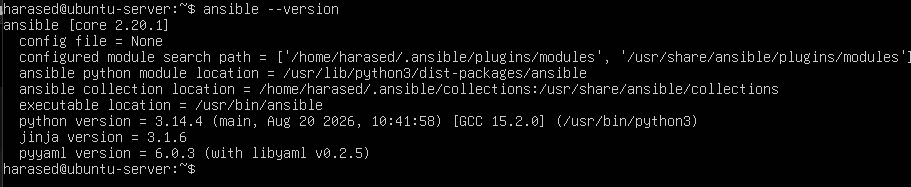 harased@ubuntu-server:~$ ansible --version
ansible [core 2.20.1]
  config file = None
  configured module search path = ['/home/harased/.ansible/plugins/modules', '/usr/share/ansible/plugins/modules']
  ansible python module location = /usr/lib/python3/dist-packages/ansible
  ansible collection location = /home/harased/.ansible/collections:/usr/share/ansible/collections
  executable location = /usr/bin/ansible
  python version = 3.14.4 (main, Aug 20 2026, 10:41:58) [GCC 15.2.0] (/usr/bin/python3)
  jinja version = 3.1.6
  pyyaml version = 6.0.3 (with libyaml v0.2.5)
harased@ubuntu-server:~$